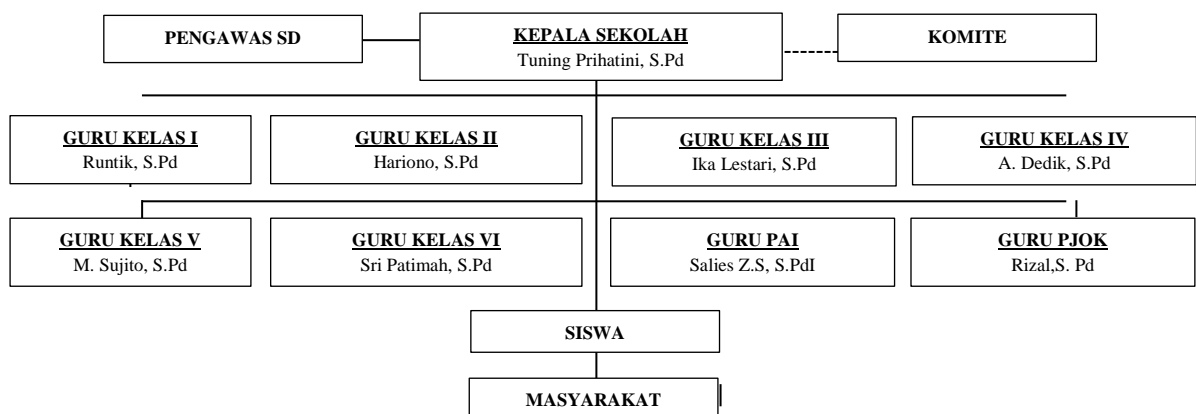 PENGAWAS SD
KEPALA SEKOLAH
Tuning Prihatini, S.Pd
KOMITE
GURU KELAS I
Runtik, S.Pd
GURU KELAS II
Hariono, S.Pd
GURU KELAS III
Ika Lestari, S.Pd
GURU KELAS IV
A. Dedik, S.Pd
GURU KELAS V
M. Sujito, S.Pd
GURU KELAS VI
Sri Patimah, S.Pd
GURU PAI
Salies Z.S, S.PdI
GURU PJOK
Rizal,S. Pd
SISWA
MASYARAKAT